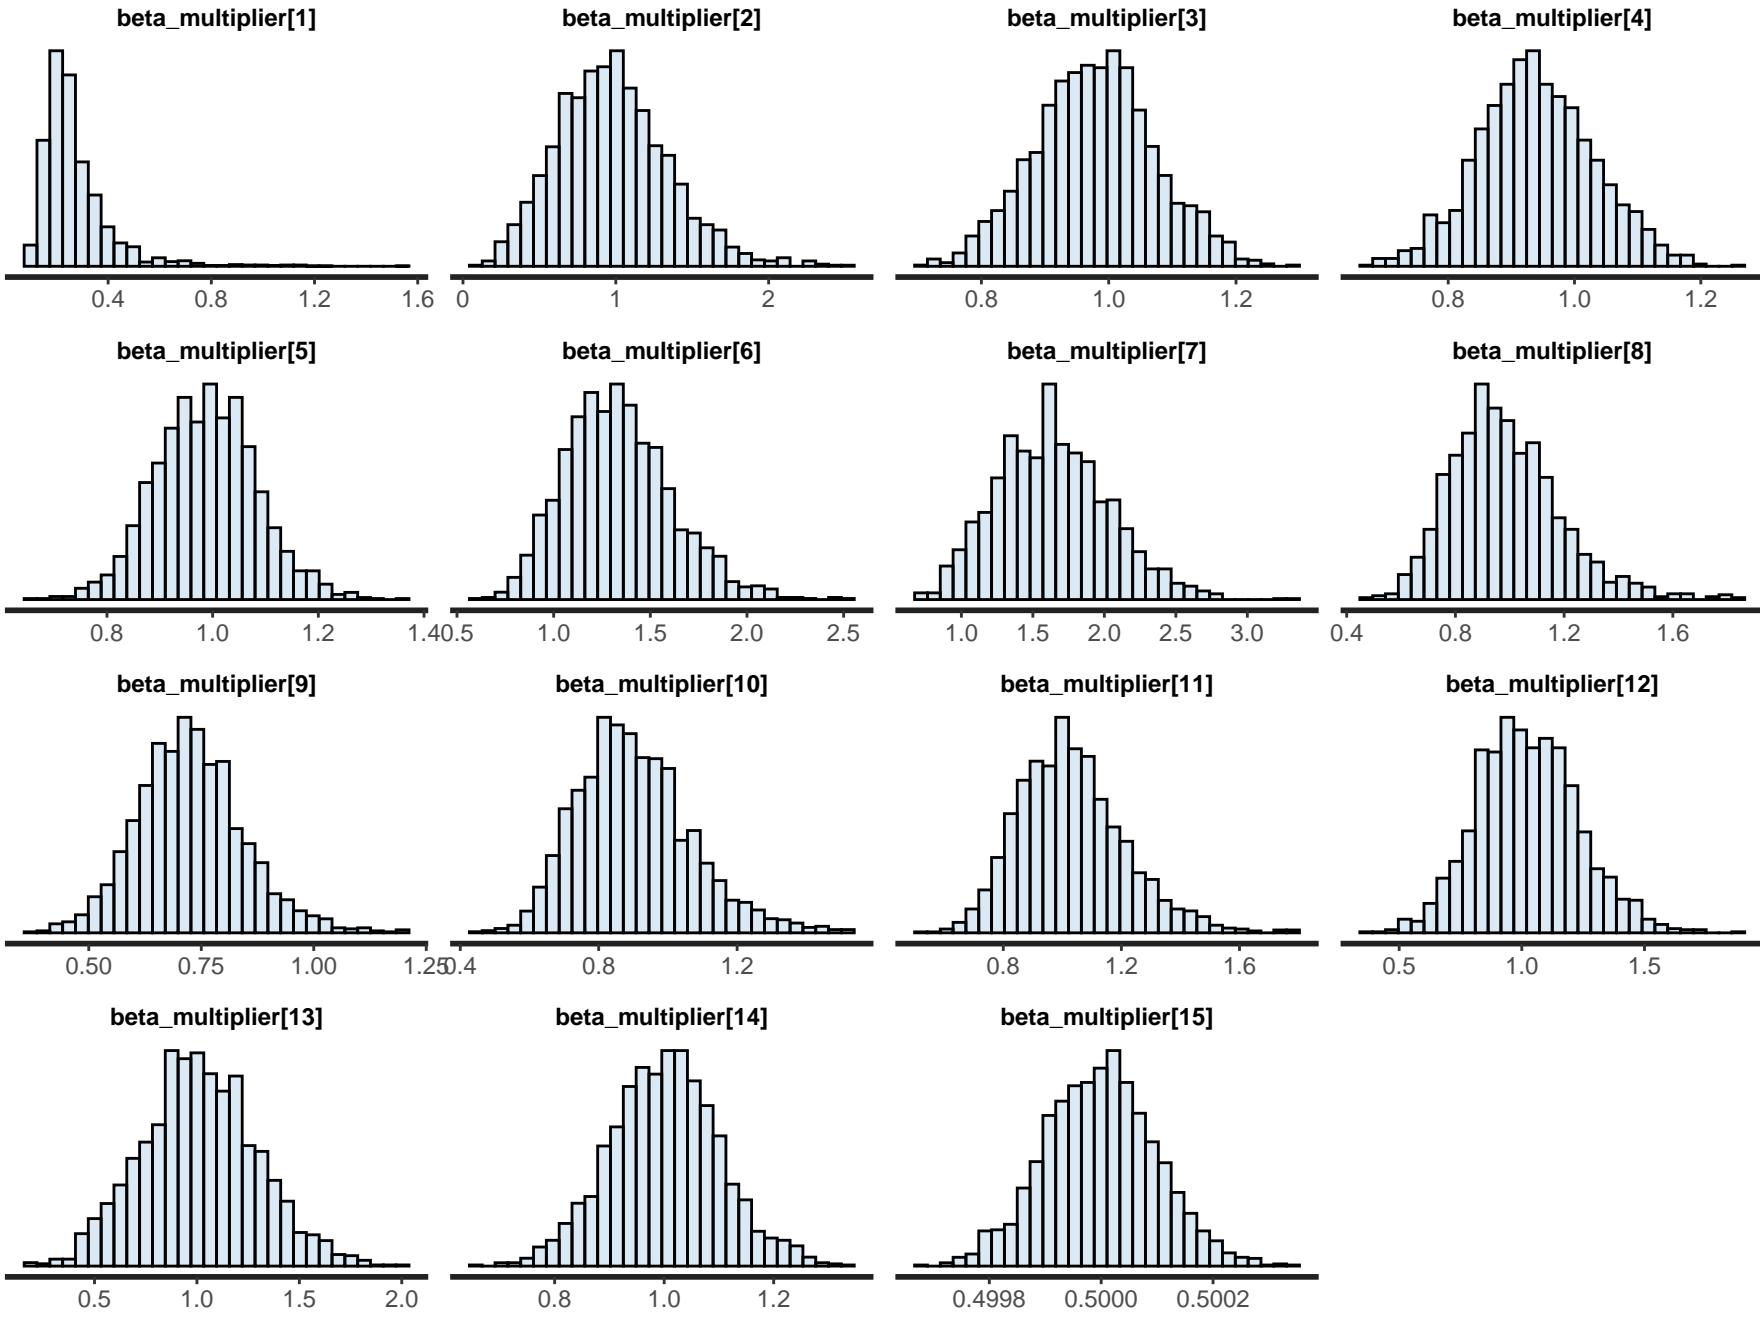 beta_multiplier[1] beta_multiplier[2] beta_multiplier[3] beta_multiplier[4]
0.4 0.8 1.2 1.6 0 1 2 0.8 1.0 1.2 0.8 1.0 1.2
beta_multiplier[5] beta_multiplier[6] beta_multiplier[7] beta_multiplier[8]
0.8 1.0 1.2 1.4 0.5 1.0 1.5 2.0 2.5 1.0 1.5 2.0 2.5 3.0 0.4 0.8 1.2 1.6
beta_multiplier[9] beta_multiplier[10] beta_multiplier[11] beta_multiplier[12]
0.50 0.75 1.00 1.25 0.4 0.8 1.2 0.8 1.2 1.6 0.5 1.0 1.5
beta_multiplier[13] beta_multiplier[14] beta_multiplier[15]
0.5 1.0 1.5 2.0 0.8 1.0 1.2 0.4998 0.5000 0.5002